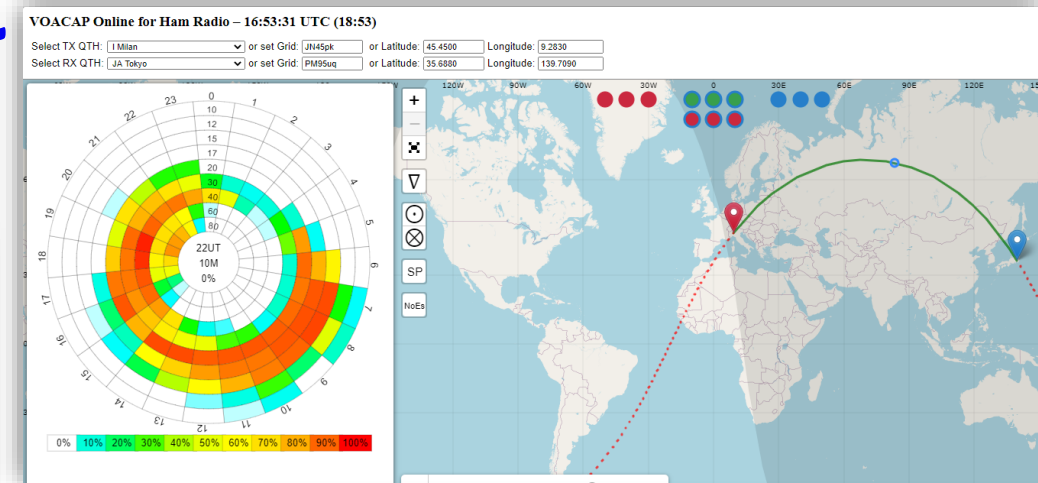 VOACAP Online for Ham Radio – 16:53:31 UTC (18:53)
Select TX QTH: I Milan or set Grid: JN45pk or Latitude: 45.4500 Longitude: 9.2830
Select RX QTH: JA Tokyo or set Grid: PM95uq or Latitude: 35.6880 Longitude: 139.7090
120W 90W 60W 30W 0 30E 60E 90E 120E
0 1 2 3 4 5 6 7 8 9 10 11 12 13 14 15 16 17 18 19 20 21 22 23
10
12
15
17
20
30
40
60
80
22UT
10M
0%
+
−
SP
NoEs
0% 10% 20% 30% 40% 50% 60% 70% 80% 90% 100%